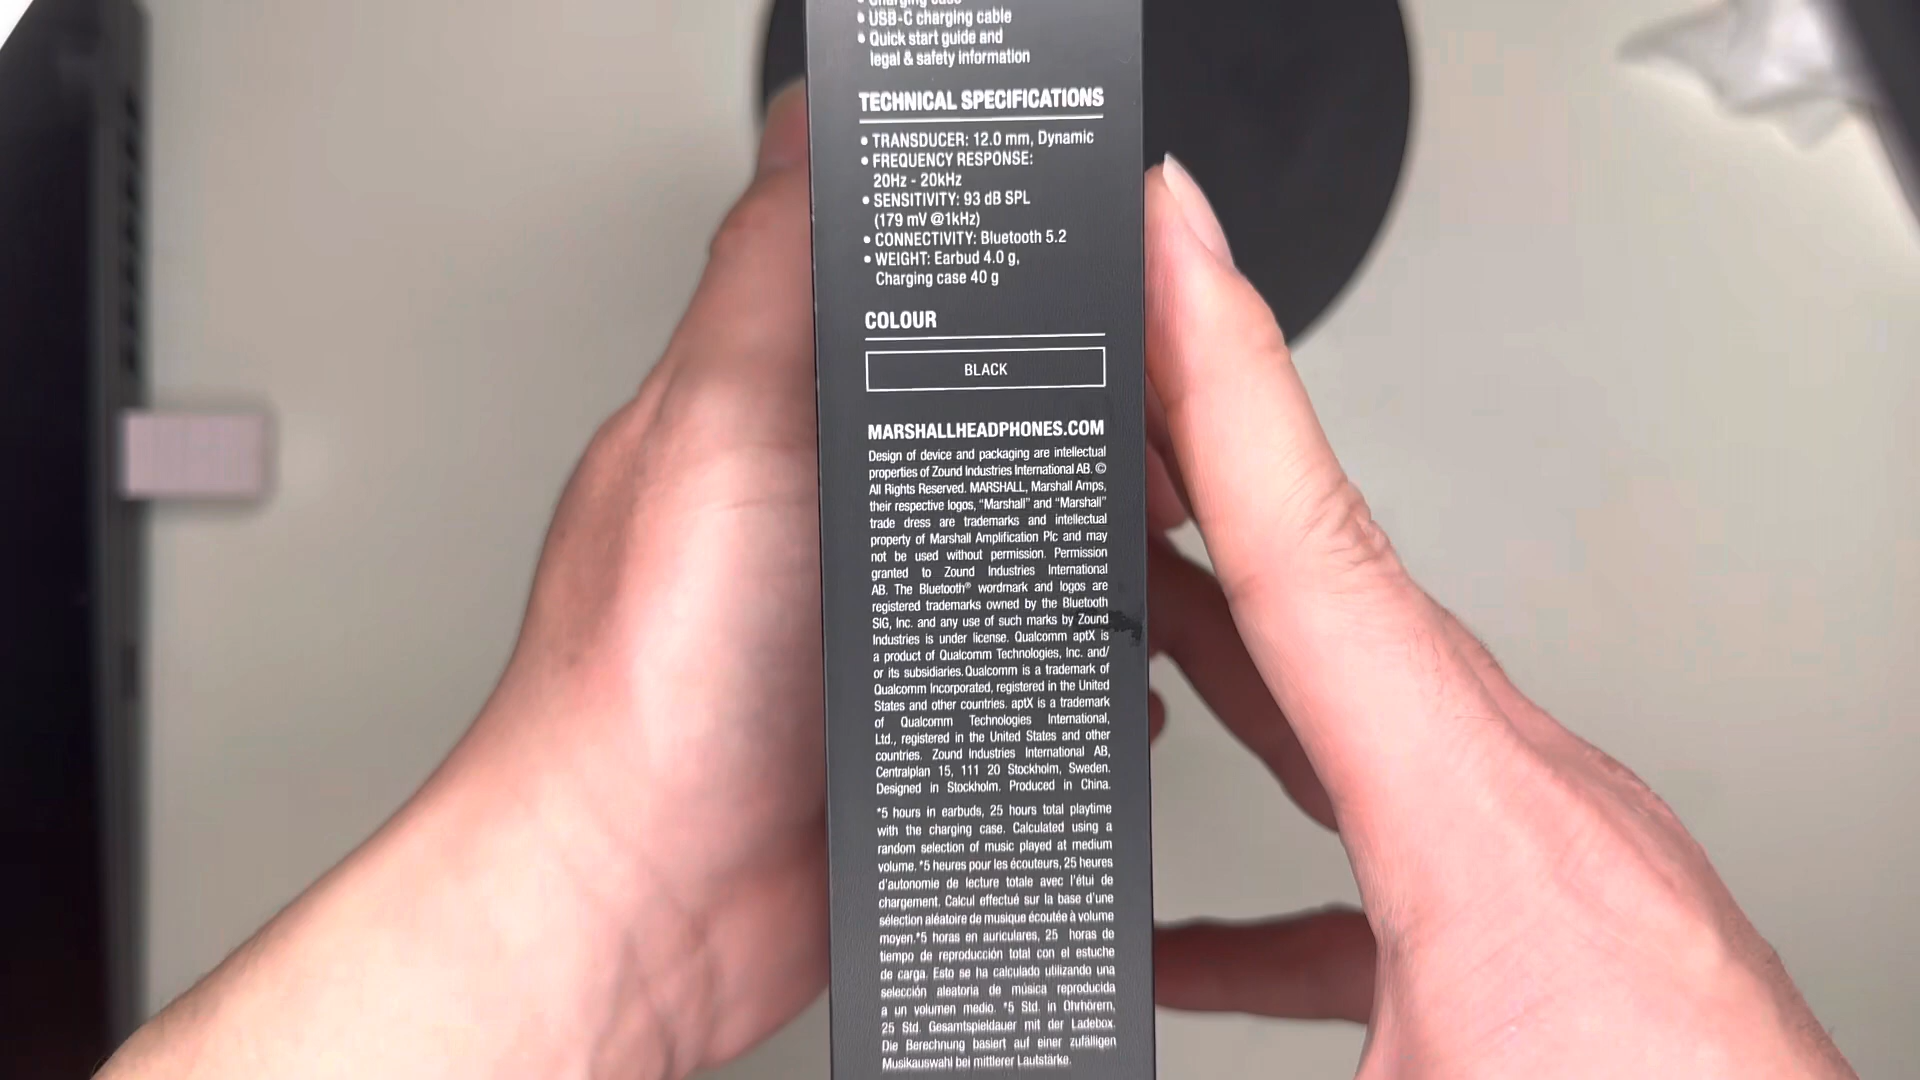 Charging case
• USB-C charging cable
• Quick start guide and
legal & safety information
TECHNICAL SPECIFICATIONS
• TRANSDUCER: 12.0 mm, Dynamic
• FREQUENCY RESPONSE:
20Hz - 20kHz
• SENSITIVITY: 93 dB SPL
(179 mV @1kHz)
• CONNECTIVITY: Bluetooth 5.2
• WEIGHT: Earbud 4.0 g,
Charging case 40 g
COLOUR
BLACK
MARSHALLHEADPHONES.COM
Design of device and packaging are intellectual
properties of Zound Industries International AB. ©
All Rights Reserved. MARSHALL, Marshall Amps,
their respective logos, “Marshall” and “Marshall”
trade dress are trademarks and intellectual
property of Marshall Amplification Plc and may
not be used without permission. Permission
granted to Zound Industries International
AB. The Bluetooth® wordmark and logos are
registered trademarks owned by the Bluetooth
SIG, Inc. and any use of such marks by Zound
Industries is under license. Qualcomm aptX is
a product of Qualcomm Technologies, Inc. and/
or its subsidiaries. Qualcomm is a trademark of
Qualcomm Incorporated, registered in the United
States and other countries. aptX is a trademark
of Qualcomm Technologies International,
Ltd., registered in the United States and other
countries. Zound Industries International AB,
Centralplan 15, 111 20 Stockholm, Sweden.
Designed in Stockholm. Produced in China.
*5 hours in earbuds, 25 hours total playtime
with the charging case. Calculated using a
random selection of music played at medium
volume. *5 heures pour les écouteurs, 25 heures
d'autonomie de lecture totale avec l'étui de
chargement. Calcul effectué sur la base d'une
sélection aléatoire de musique écoutée à volume
moyen.*5 horas en auriculares, 25 horas de
tiempo de reproducción total con el estuche
de carga. Esto se ha calculado utilizando una
selección aleatoria de música reproducida
a un volumen medio. *5 Std. in Ohrhörern,
25 Std. Gesamtspieldauer mit der Ladebox.
Die Berechnung basiert auf einer zufälligen
Musikauswahl bei mittlerer Lautstärke.